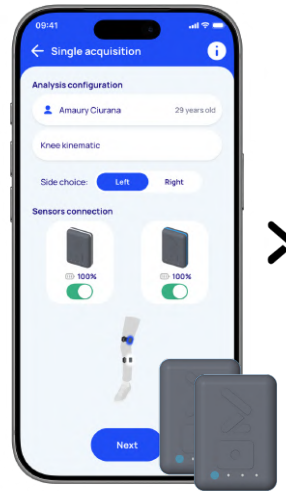 09:41
Single acquisition
Analysis configuration
Amaury Ciurana 29 years old
Knee kinematic
Side choice: Left Right
Sensors connection
100% 100%
Next